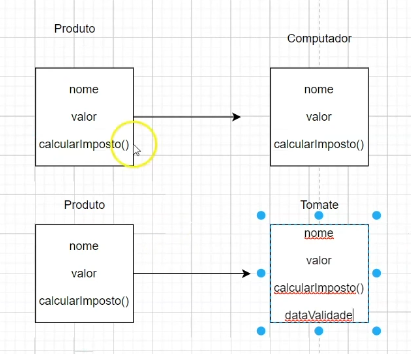 Produto
Computador
nome
valor
calcularImposto()
nome
valor
calcularImposto()
Produto
Tomate
nome
valor
calcularImposto()
nome
valor
calcularImposto()
dataValidade